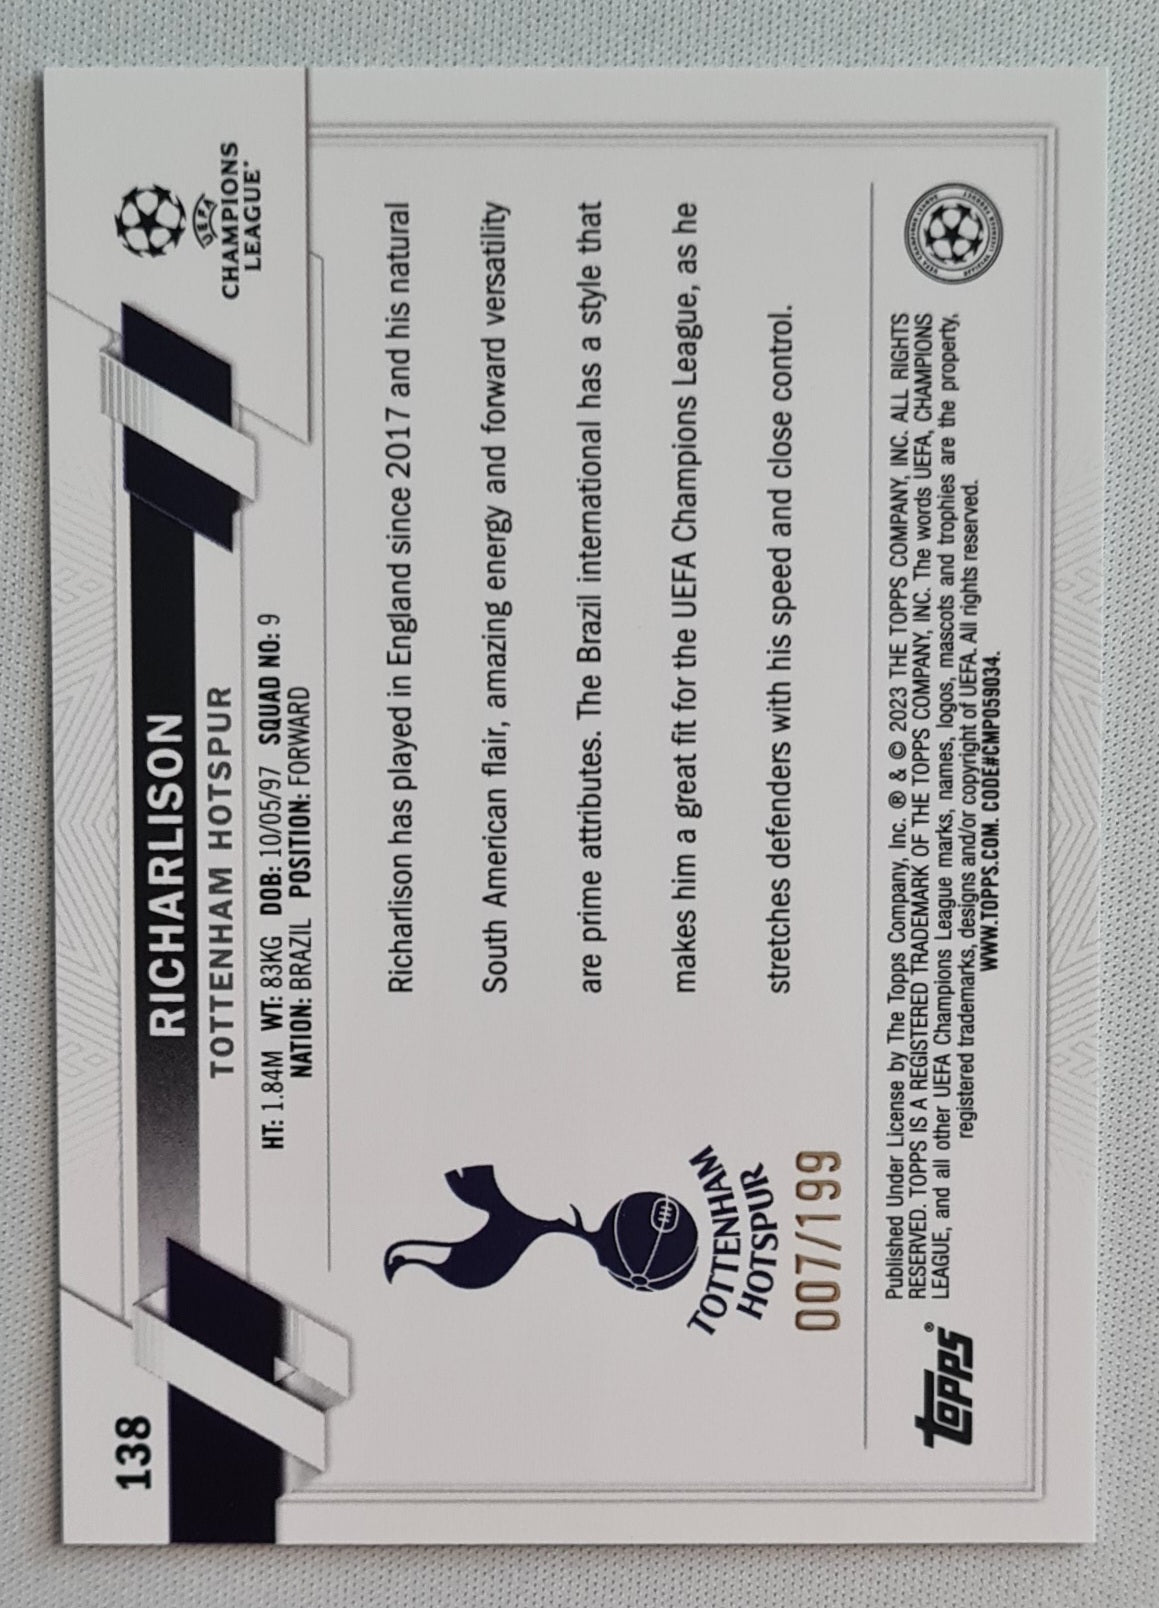 138
RICHARLISON
TOTTENHAM HOTSPUR
HT: 1.84M WT: 83KG DOB: 10/05/97 SQUAD NO: 9
NATION: BRAZIL POSITION: FORWARD
UEFA
CHAMPIONS
LEAGUE
Richarlison has played in England since 2017 and his natural
South American flair, amazing energy and forward versatility
are prime attributes. The Brazil international has a style that
makes him a great fit for the UEFA Champions League, as he
stretches defenders with his speed and close control.
TOTTENHAM
HOTSPUR
007/199
TOPPS®
Published Under License by The Topps Company, Inc. ® & © 2023 THE TOPPS COMPANY, INC. ALL RIGHTS
RESERVED. TOPPS IS A REGISTERED TRADEMARK OF THE TOPPS COMPANY, INC. The words UEFA, CHAMPIONS
LEAGUE, and all other UEFA Champions League marks, names, logos, mascots and trophies are the property,
registered trademarks, designs and/or copyright of UEFA. All rights reserved.
WWW.TOPPS.COM. CODE#CMP059034.